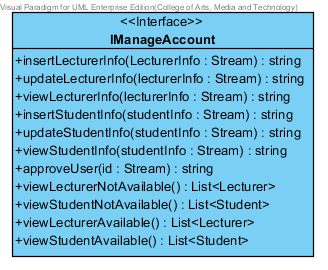 Visual Paradigm for UML Enterprise Edition(College of Arts, Media and Technology)
<<Interface>>
IManageAccount
+insertLecturerInfo(LecturerInfo : Stream) : string
+updateLecturerInfo(lecturerInfo : Stream) : string
+viewLecturerInfo(lecturerInfo : Stream) : string
+insertStudentInfo(studentInfo : Stream) : string
+updateStudentInfo(studentInfo : Stream) : string
+viewStudentInfo(studentInfo : Stream) : string
+approveUser(id : Stream) : string
+viewLecturerNotAvailable() : List<Lecturer>
+viewStudentNotAvailable() : List<Student>
+viewLecturerAvailable() : List<Lecturer>
+viewStudentAvailable() : List<Student>